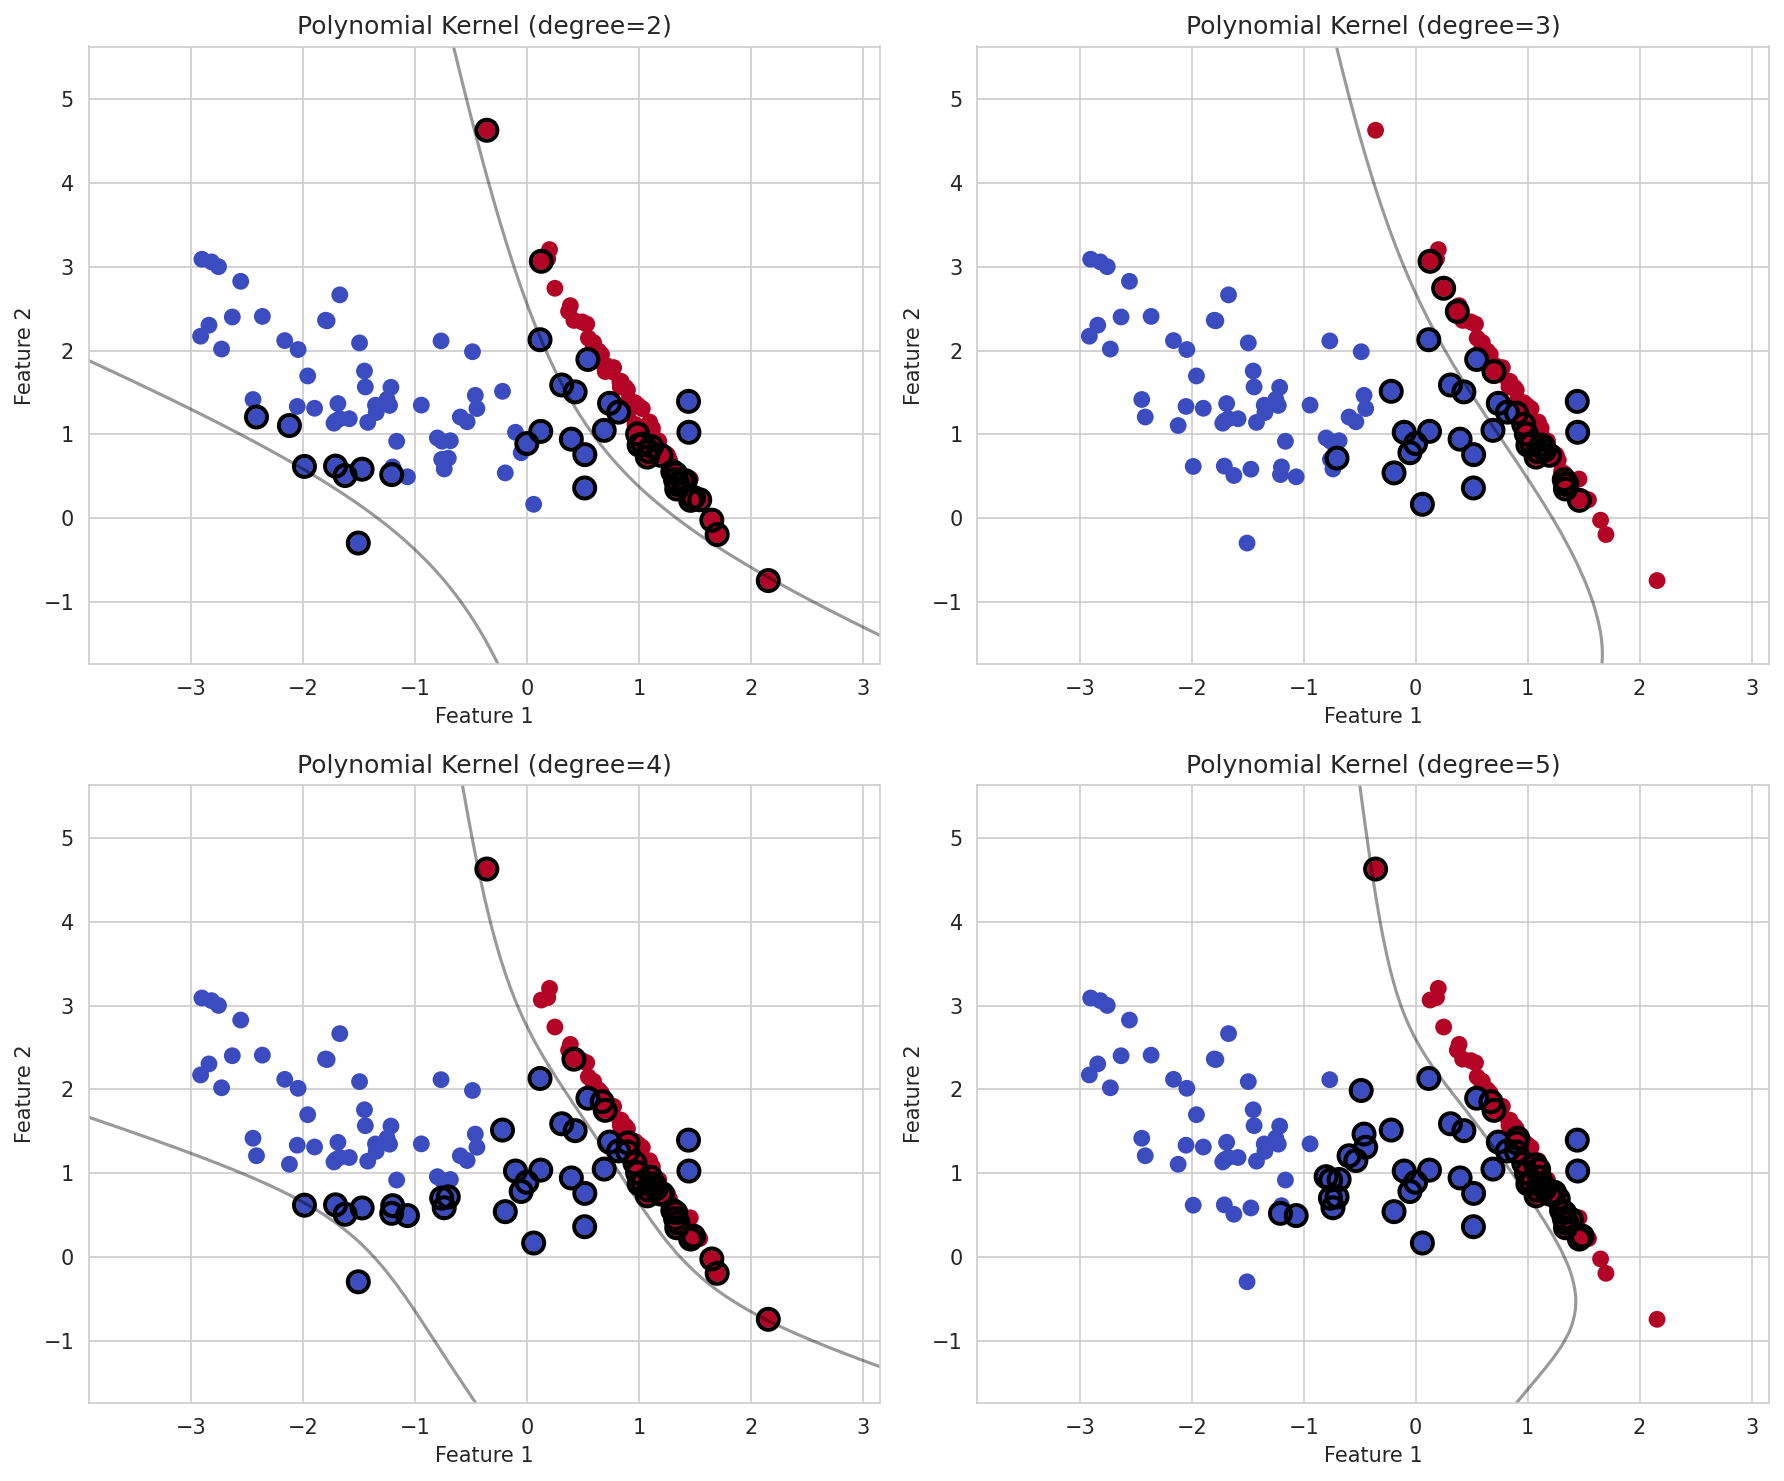 Polynomial Kernel (degree=2)
5
4
3
2
1
0
−1
Feature 2
−3 −2 −1 0 1 2 3
Feature 1
Polynomial Kernel (degree=3)
5
4
3
2
1
0
−1
Feature 2
−3 −2 −1 0 1 2 3
Feature 1
Polynomial Kernel (degree=4)
5
4
3
2
1
0
−1
Feature 2
−3 −2 −1 0 1 2 3
Feature 1
Polynomial Kernel (degree=5)
5
4
3
2
1
0
−1
Feature 2
−3 −2 −1 0 1 2 3
Feature 1